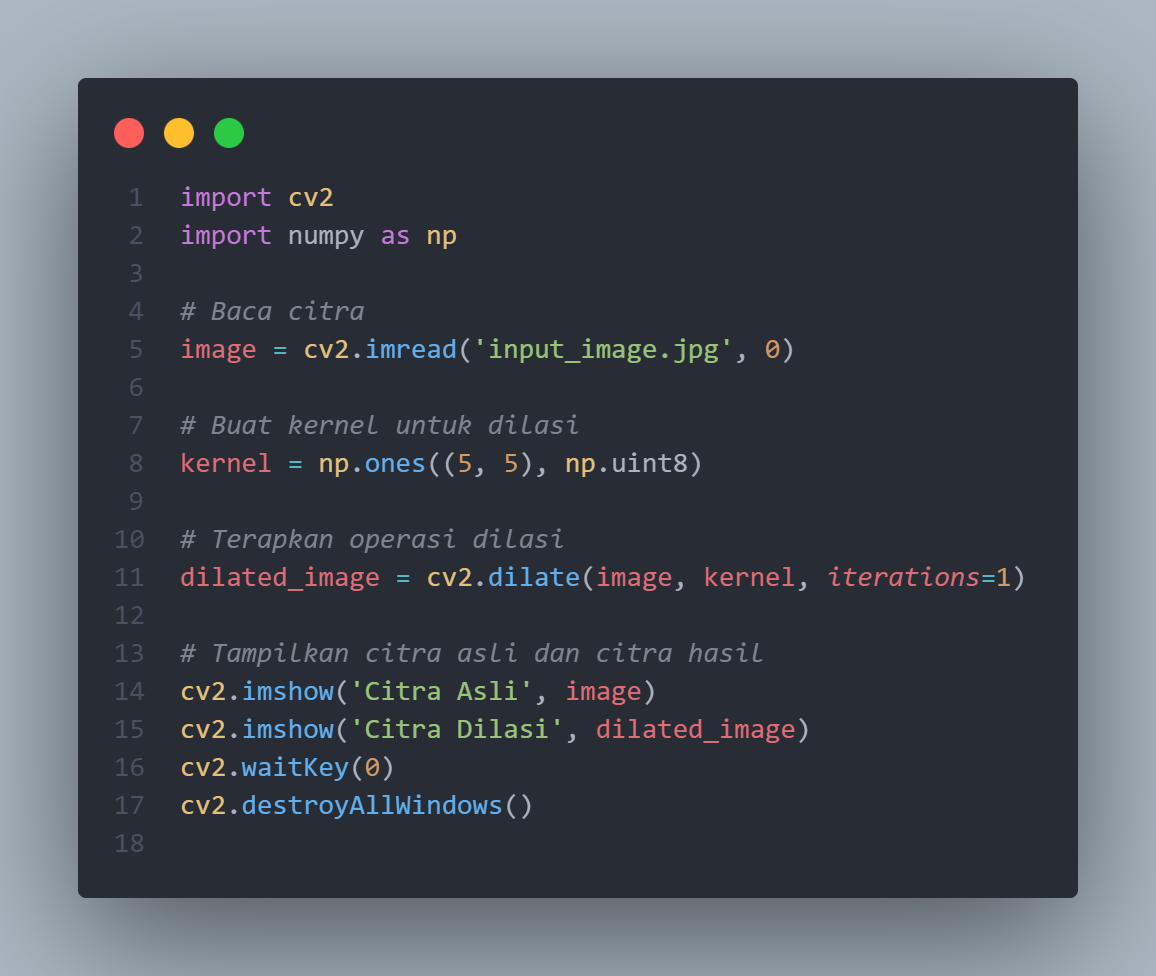 1 import cv2
2 import numpy as np
3
4 # Baca citra
5 image = cv2.imread('input_image.jpg', 0)
6
7 # Buat kernel untuk dilasi
8 kernel = np.ones((5, 5), np.uint8)
9
10 # Terapkan operasi dilasi
11 dilated_image = cv2.dilate(image, kernel, iterations=1)
12
13 # Tampilkan citra asli dan citra hasil
14 cv2.imshow('Citra Asli', image)
15 cv2.imshow('Citra Dilasi', dilated_image)
16 cv2.waitKey(0)
17 cv2.destroyAllWindows()
18